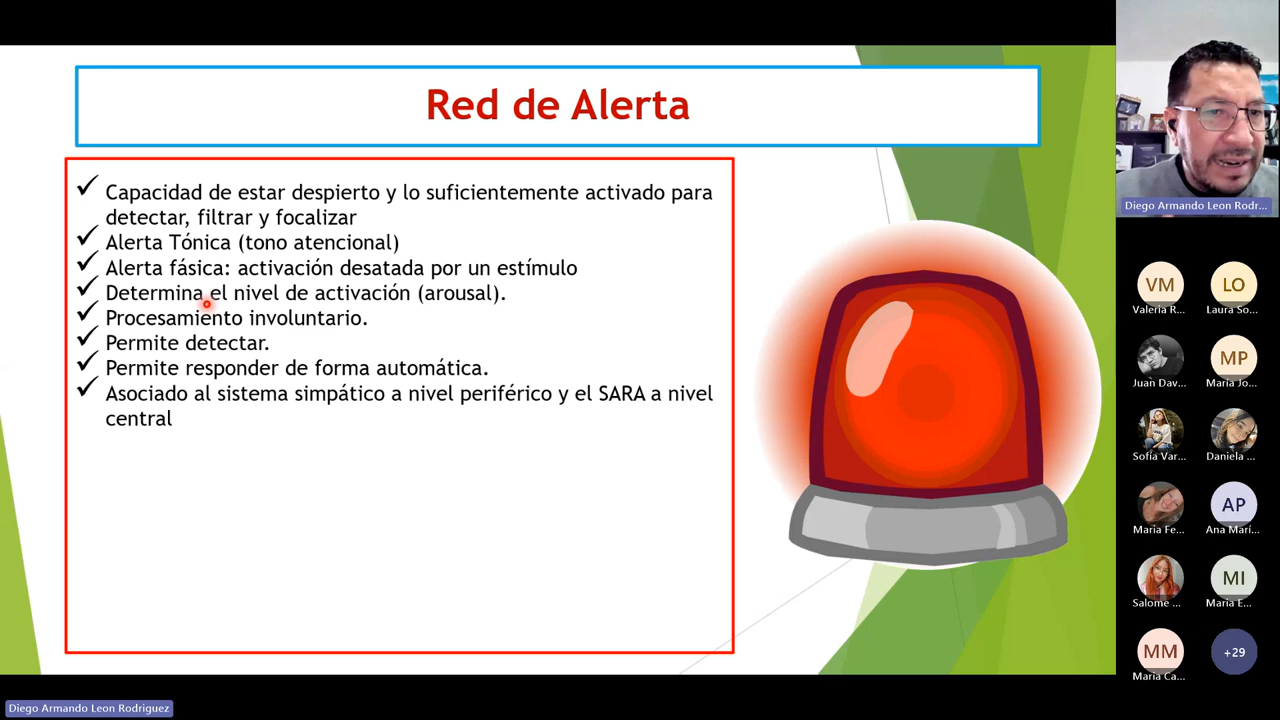 Red de Alerta
Capacidad de estar despierto y lo suficientemente activado para
detectar, filtrar y focalizar
Alerta Tónica (tono atencional)
Alerta fásica: activación desatada por un estímulo
Determina el nivel de activación (arousal).
Procesamiento involuntario.
Permite detectar.
Permite responder de forma automática.
Asociado al sistema simpático a nivel periférico y el SARA a nivel
central
Diego Armando Leon Rodr...
VM
Valeria R...
LO
Laura So...
Juan Dav...
MP
María Jo...
Sofía Var...
Daniela ...
Maria Fe...
AP
Ana Marí...
Salome ...
MI
Maria E...
MM
Maria Ca...
+29
Diego Armando Leon Rodriguez